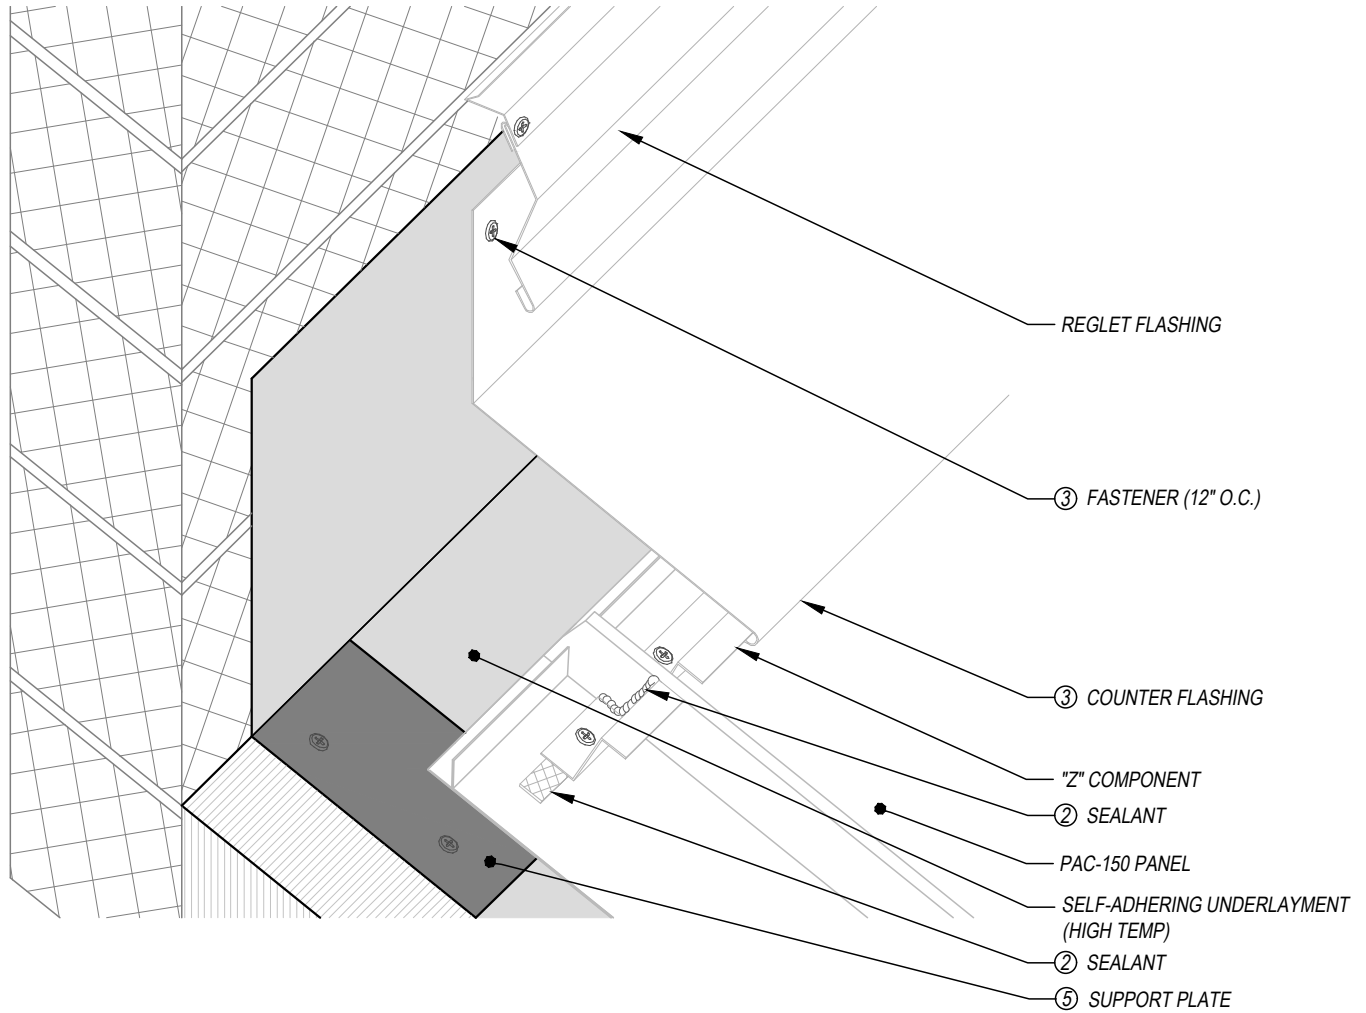 REGLET FLASHING
③ FASTENER (12" O.C.)
③ COUNTER FLASHING
"Z" COMPONENT
② SEALANT
PAC-150 PANEL
SELF-ADHERING UNDERLAYMENT
(HIGH TEMP)
② SEALANT
⑤ SUPPORT PLATE